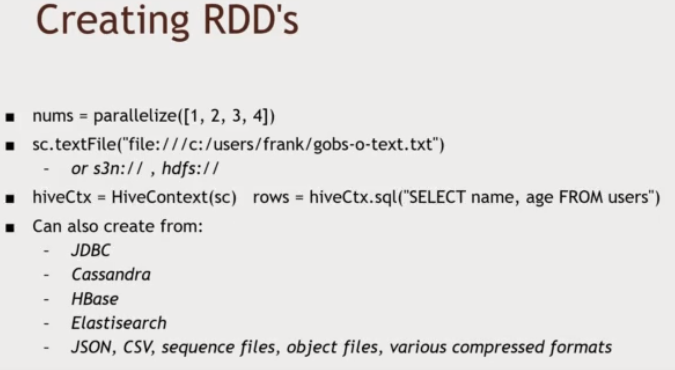 Creating RDD's
▪ nums = parallelize([1, 2, 3, 4])
▪ sc.textFile("file:///c:/users/frank/gobs-o-text.txt")
- or s3n:// , hdfs://
▪ hiveCtx = HiveContext(sc) rows = hiveCtx.sql("SELECT name, age FROM users")
▪ Can also create from:
- JDBC
- Cassandra
- HBase
- Elastisearch
- JSON, CSV, sequence files, object files, various compressed formats